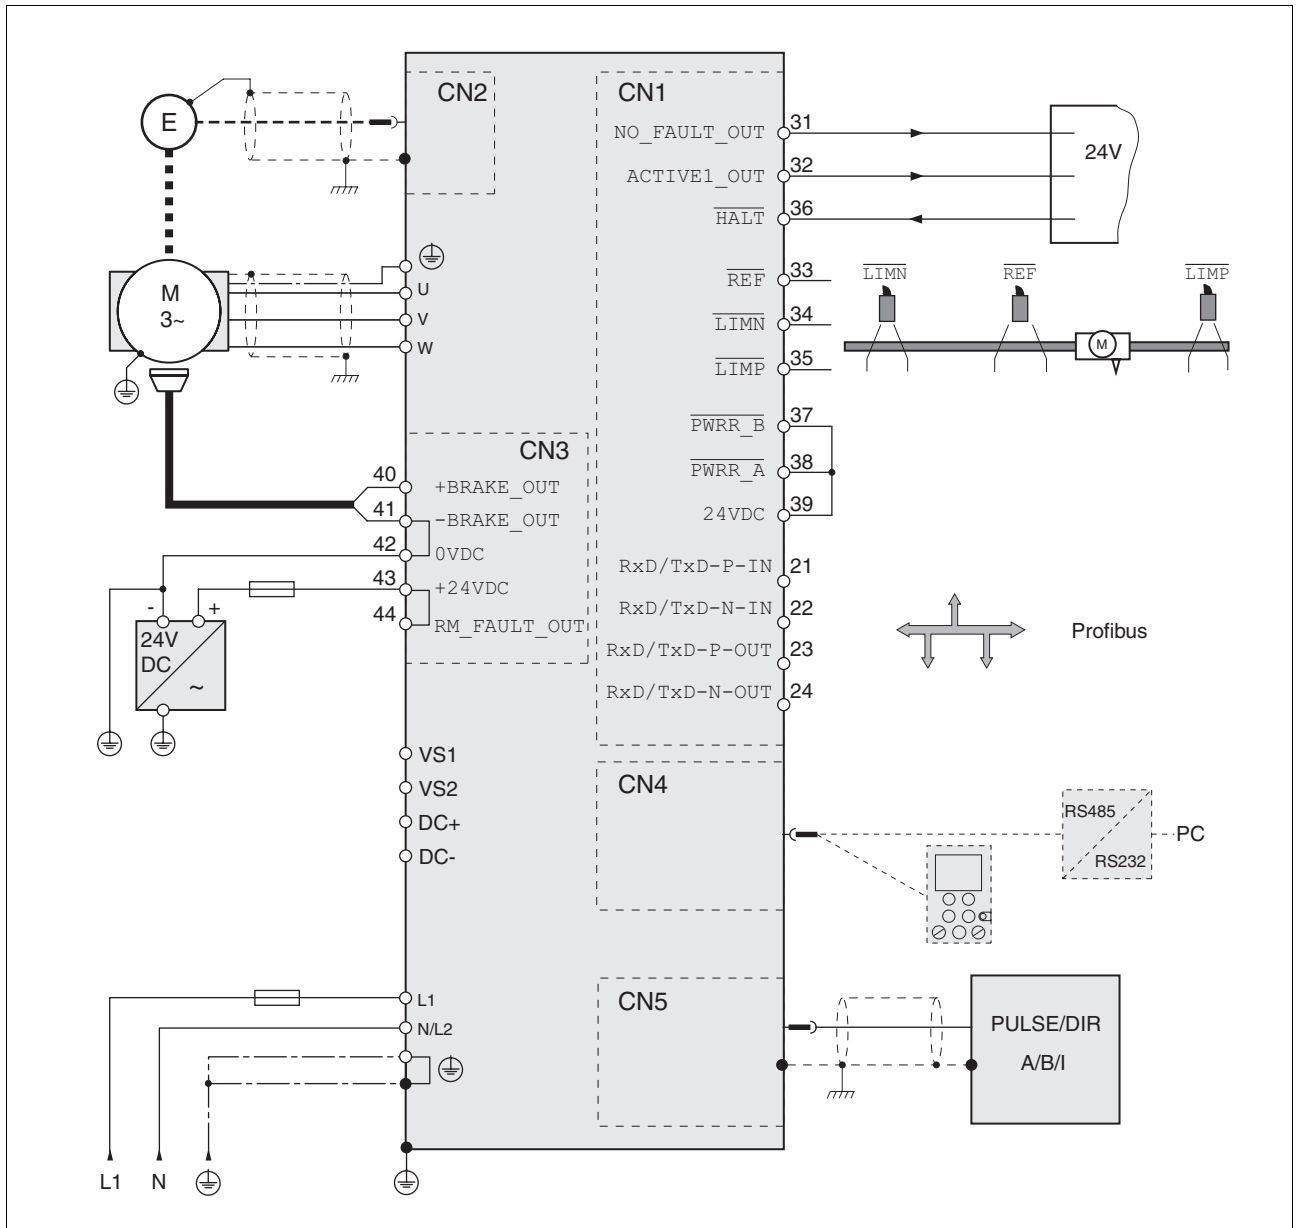 CN2
CN1
E
NO_FAULT_OUT
31
24V
ACTIVE1_OUT
32
HALT
36
M
3~
U
V
W
REF
33
LIMN
34
LIMP
35
LIMN
REF
LIMP
M
PWRR_B
37
PWRR_A
38
24VDC
39
CN3
40
+BRAKE_OUT
41
-BRAKE_OUT
42
0VDC
43
+24VDC
44
RM_FAULT_OUT
- +
24V
DC
~
RxD/TxD-P-IN
21
RxD/TxD-N-IN
22
RxD/TxD-P-OUT
23
RxD/TxD-N-OUT
24
Profibus
VS1
VS2
DC+
DC-
CN4
RS485
RS232
PC
L1
N/L2
CN5
PULSE/DIR
A/B/I
L1
N